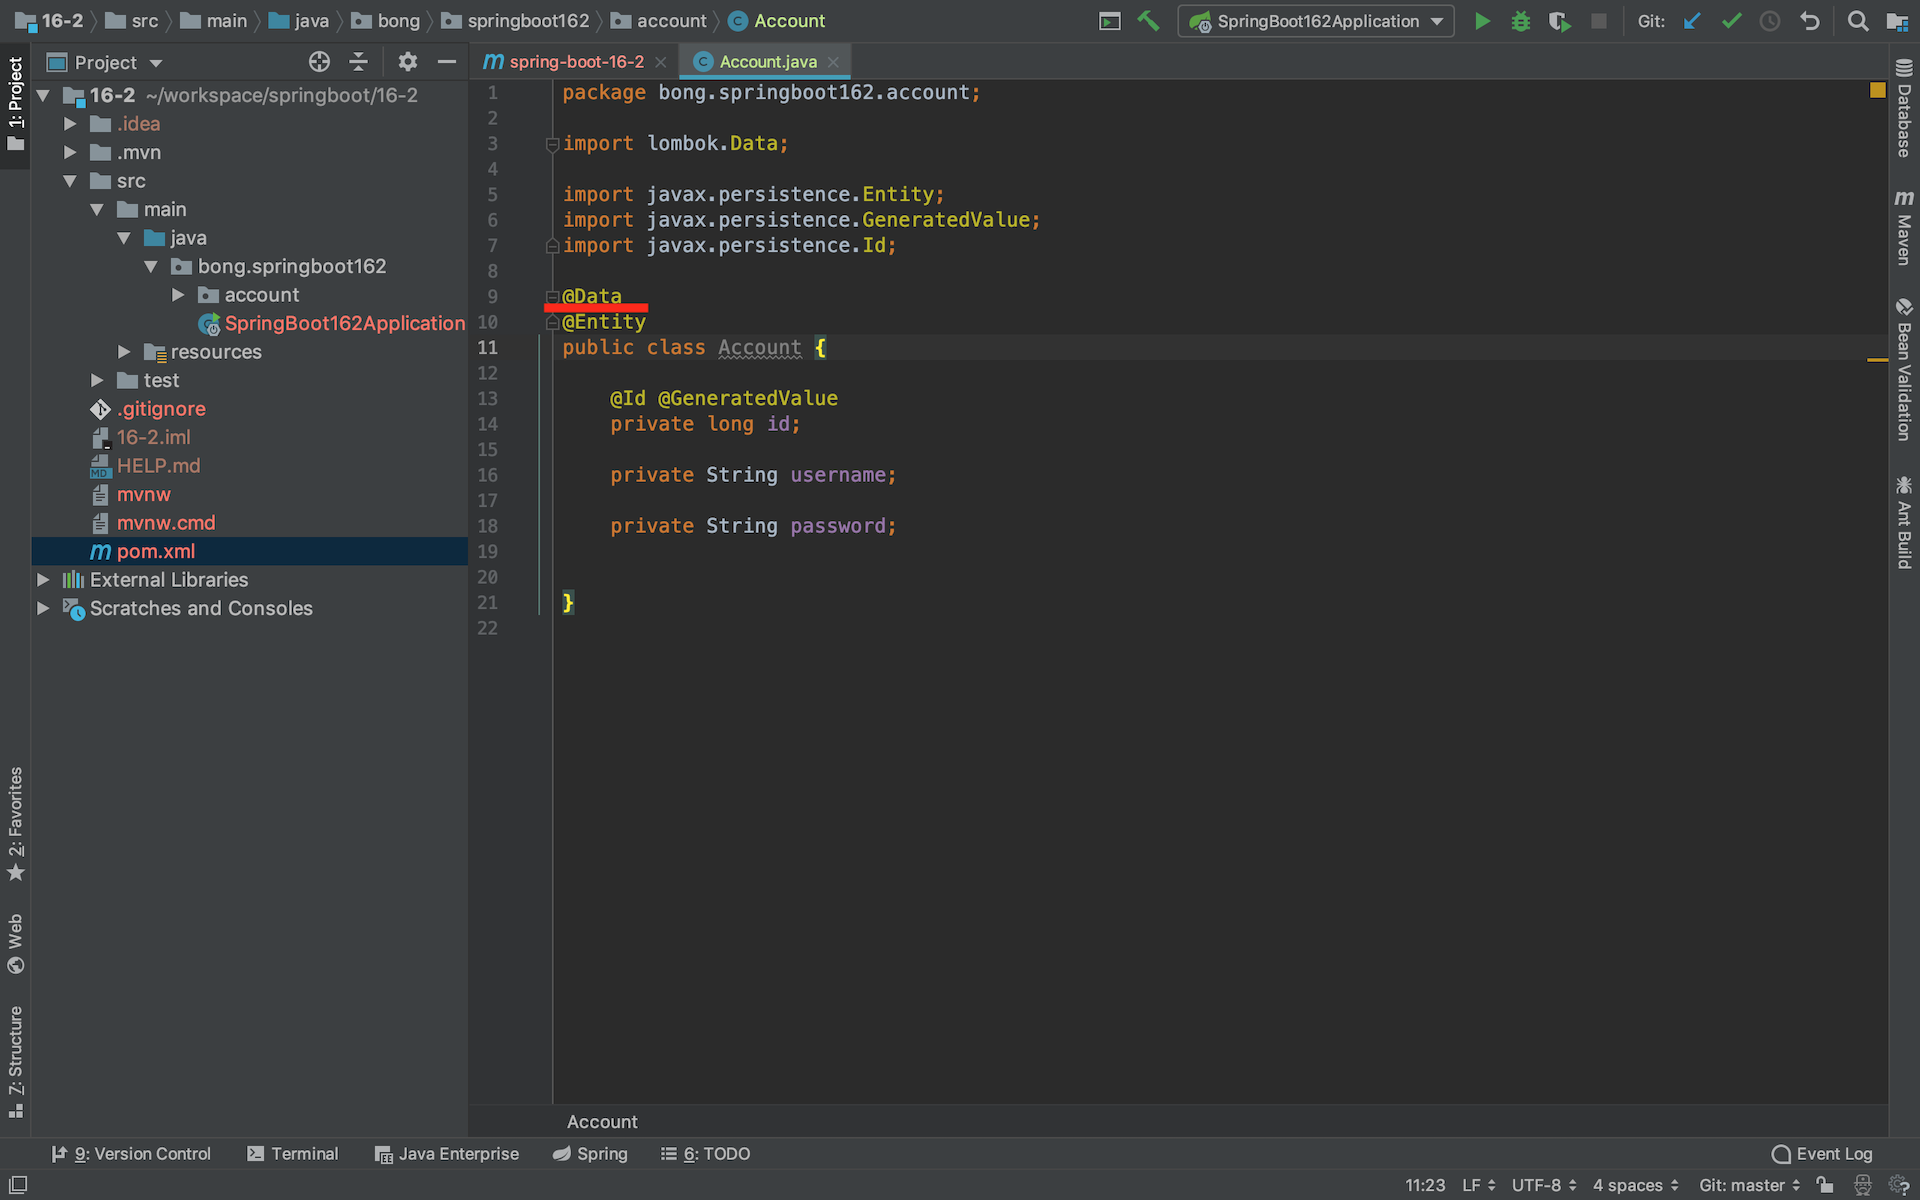 16-2 src main java bong springboot162 account Account SpringBoot162Application Git:
Project
spring-boot-16-2 Account.java
1: Project
2: Favorites
Web
7: Structure
16-2 ~/workspace/springboot/16-2
.idea
.mvn
src
main
java
bong.springboot162
account
SpringBoot162Application
resources
test
.gitignore
16-2.iml
HELP.md
mvnw
mvnw.cmd
pom.xml
External Libraries
Scratches and Consoles
1 package bong.springboot162.account;
2
3 import lombok.Data;
4
5 import javax.persistence.Entity;
6 import javax.persistence.GeneratedValue;
7 import javax.persistence.Id;
8
9 @Data
10 @Entity
11 public class Account {
12
13 @Id @GeneratedValue
14 private long id;
15
16 private String username;
17
18 private String password;
19
20
21 }
22
Account
Database
Maven
Bean Validation
Ant Build
9: Version Control Terminal Java Enterprise Spring 6: TODO Event Log
11:23 LF UTF-8 4 spaces Git: master